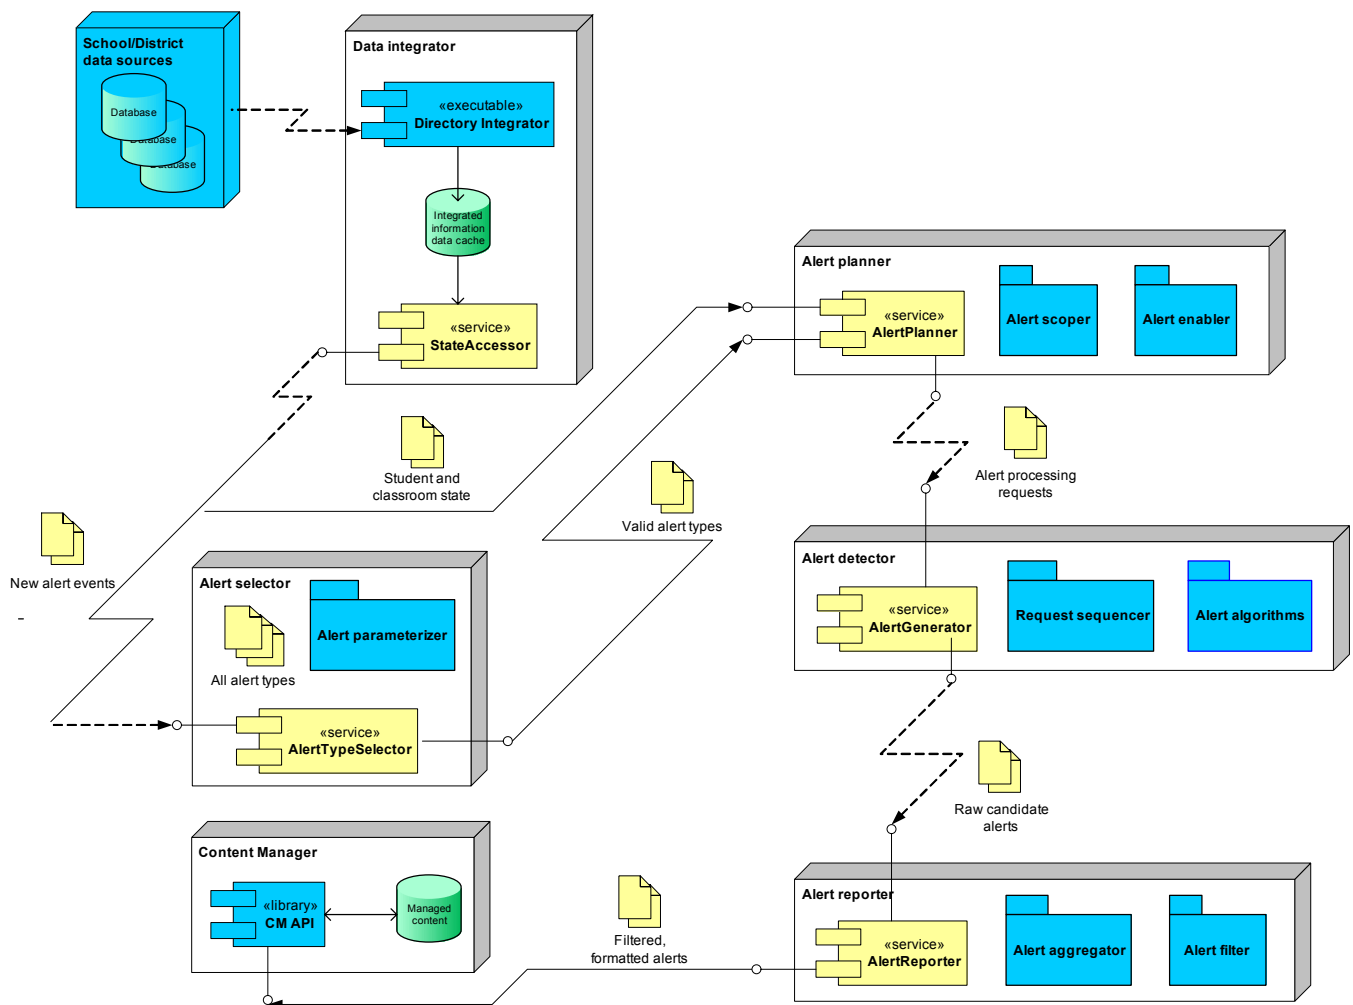 School/District
data sources
Database
Database
Database
Data integrator
«executable»
Directory Integrator
Integrated
information
data cache
«service»
StateAccessor
Alert planner
«service»
AlertPlanner
Alert scoper
Alert enabler
Student and
classroom state
Alert processing
requests
Valid alert types
New alert events
Alert selector
Alert parameterizer
All alert types
«service»
AlertTypeSelector
Alert detector
«service»
AlertGenerator
Request sequencer
Alert algorithms
Raw candidate
alerts
Content Manager
«library»
CM API
Managed
content
Filtered,
formatted alerts
Alert reporter
«service»
AlertReporter
Alert aggregator
Alert filter